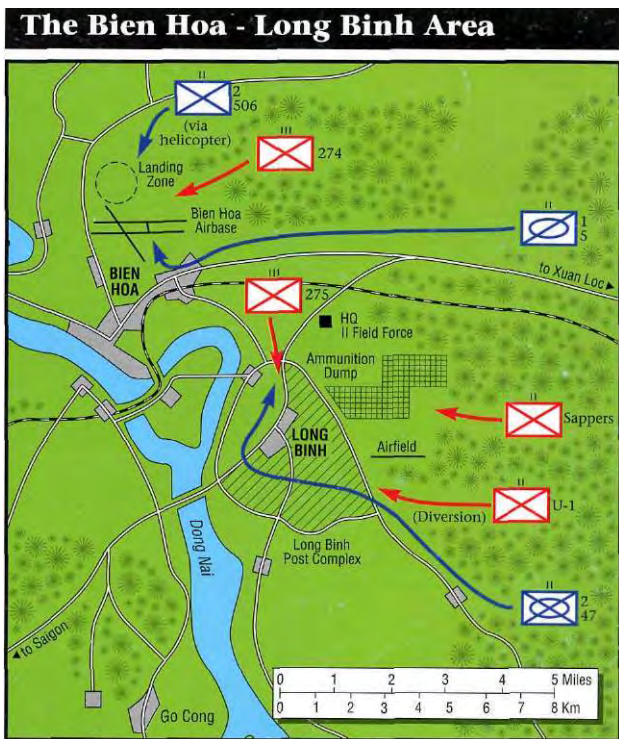 The Bien Hoa - Long Binh Area
II
2
506
(via
helicopter)
III
274
Landing
Zone
Bien Hoa
Airbase
II
1
5
BIEN
HOA
to Xuan Loc
III
275
HQ
II Field Force
Ammunition
Dump
II
Sappers
LONG
BINH
Airfield
II
U-1
(Diversion)
Dong Nai
Long Binh
Post Complex
II
2
47
to Saigon
Go Cong
0 1 2 3 4 5 Miles
0 1 2 3 4 5 6 7 8 Km